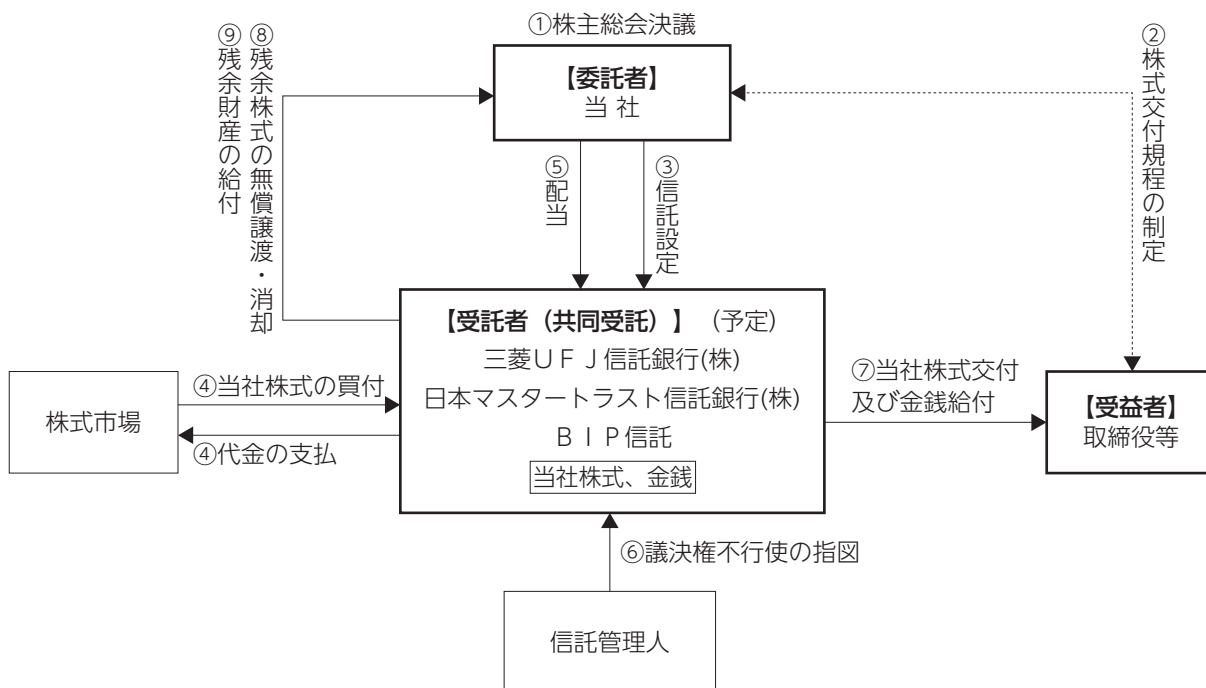 ①株主総会決議
【委託者】
当 社
⑧残余株式の無償譲渡・消却
⑨残余財産の給付
②株式交付規程の制定
⑤配当
③信託設定
【受託者（共同受託）】（予定）
三菱ＵＦＪ信託銀行(株)
日本マスタートラスト信託銀行(株)
ＢＩＰ信託
当社株式、金銭
株式市場
④当社株式の買付
④代金の支払
⑦当社株式交付
及び金銭給付
【受益者】
取締役等
⑥議決権不行使の指図
信託管理人